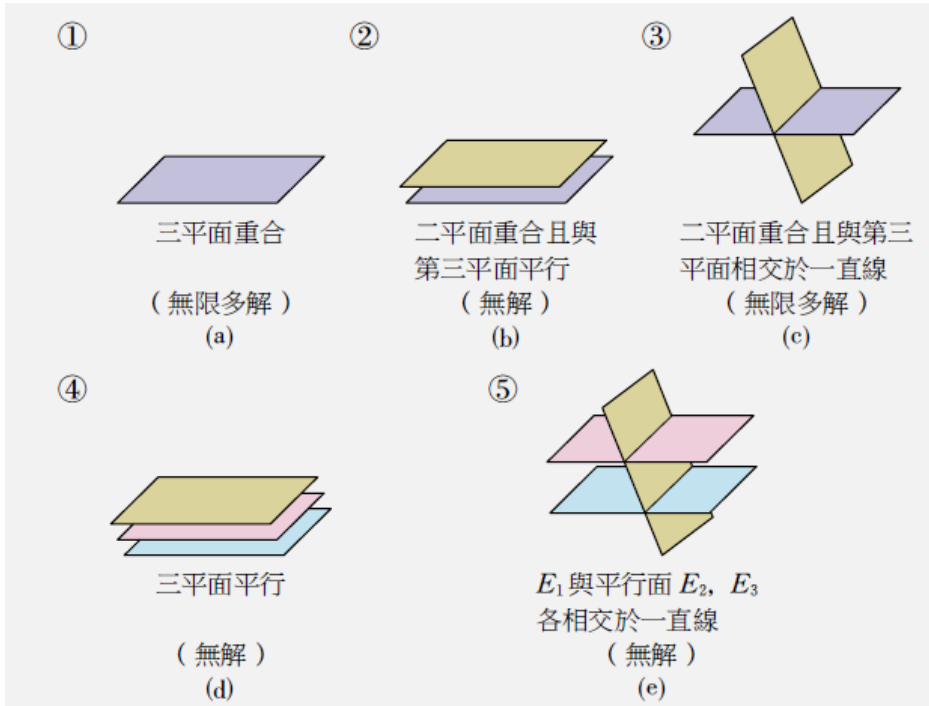 ①
三平面重合
(無限多解)
(a)
②
二平面重合且與
第三平面平行
(無解)
(b)
③
二平面重合且與第三
平面相交於一直線
(無限多解)
(c)
④
三平面平行
(無解)
(d)
⑤
E₁與平行面 E₂, E₃
各相交於一直線
(無解)
(e)